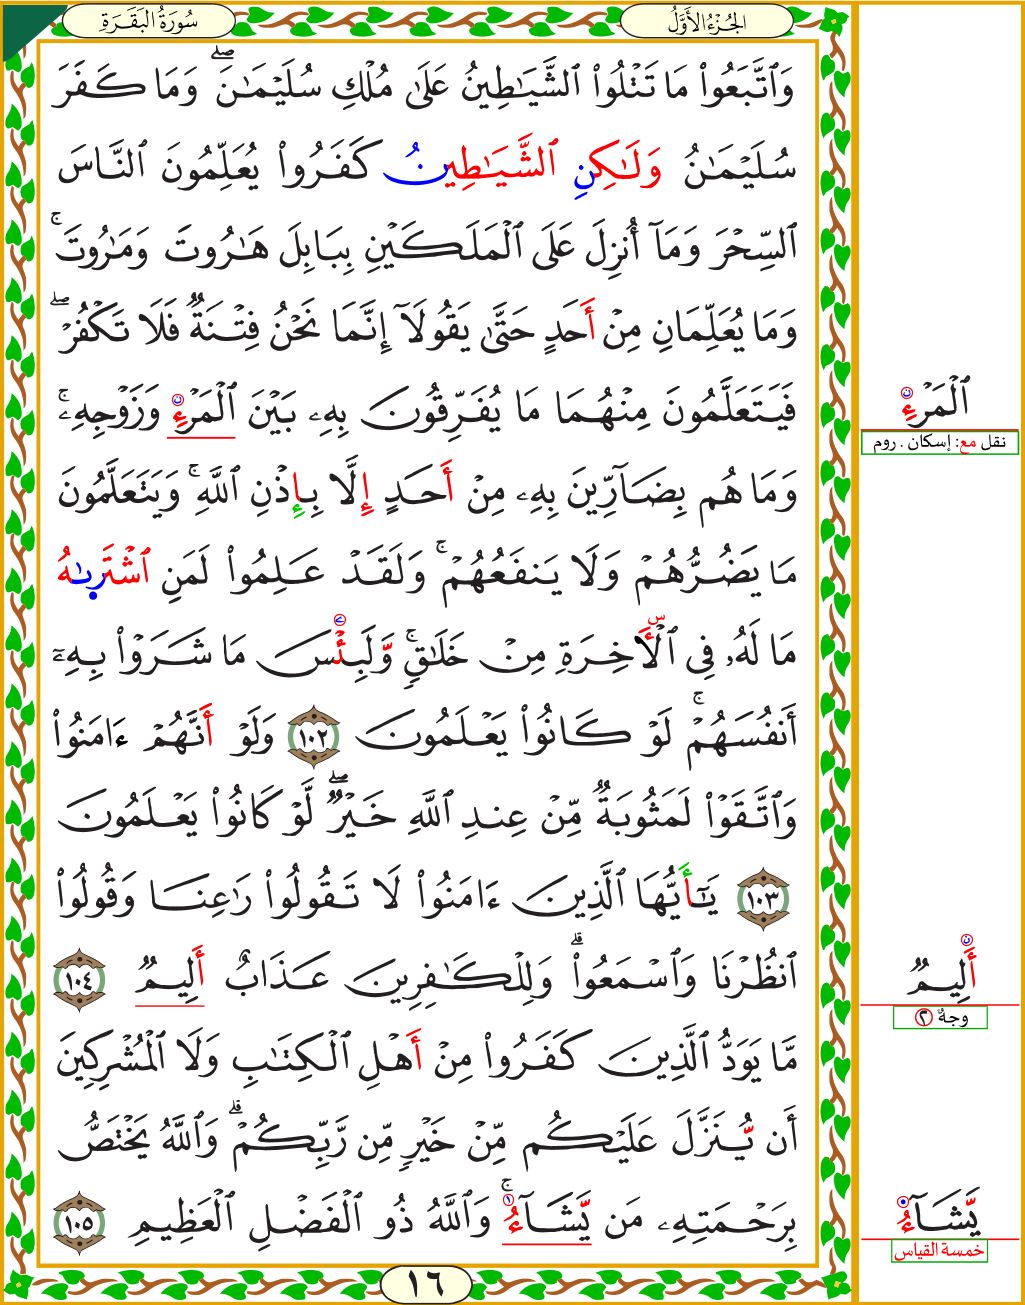 الجُزْءُ الأَوَّلُ
سُورَةُ البَقَرَةِ
وَٱتَّبَعُوا۟ مَا تَتْلُوا۟ ٱلشَّيَـٰطِينُ عَلَىٰ مُلْكِ سُلَيْمَـٰنَ ۖ وَمَا كَفَرَ
سُلَيْمَـٰنُ وَلَـٰكِنِ ٱلشَّيَـٰطِينُ كَفَرُوا۟ يُعَلِّمُونَ ٱلنَّاسَ
ٱلسِّحْرَ وَمَآ أُنزِلَ عَلَى ٱلْمَلَكَيْنِ بِبَابِلَ هَـٰرُوتَ وَمَـٰرُوتَ ۚ
وَمَا يُعَلِّمَانِ مِنْ أَحَدٍ حَتَّىٰ يَقُولَآ إِنَّمَا نَحْنُ فِتْنَةٌ فَلَا تَكْفُرْ ۖ
فَيَتَعَلَّمُونَ مِنْهُمَا مَا يُفَرِّقُونَ بِهِۦ بَيْنَ ٱلْمَرْءِ وَزَوْجِهِۦ ۚ
وَمَا هُم بِضَآرِّينَ بِهِۦ مِنْ أَحَدٍ إِلَّا بِإِذْنِ ٱللَّهِ ۚ وَيَتَعَلَّمُونَ
مَا يَضُرُّهُمْ وَلَا يَنفَعُهُمْ ۚ وَلَقَدْ عَلِمُوا۟ لَمَنِ ٱشْتَرَىٰهُ
مَا لَهُۥ فِى ٱلْـَٔاخِرَةِ مِنْ خَلَـٰقٍ ۚ وَلَبِئْسَ مَا شَرَوْا۟ بِهِۦٓ
أَنفُسَهُمْ ۚ لَوْ كَانُوا۟ يَعْلَمُونَ ١٠٢ وَلَوْ أَنَّهُمْ ءَامَنُوا۟
وَٱتَّقَوْا۟ لَمَثُوبَةٌ مِّنْ عِندِ ٱللَّهِ خَيْرٌ ۖ لَّوْ كَانُوا۟ يَعْلَمُونَ
١٠٣ يَـٰٓأَيُّهَا ٱلَّذِينَ ءَامَنُوا۟ لَا تَقُولُوا۟ رَٰعِنَا وَقُولُوا۟
ٱنظُرْنَا وَٱسْمَعُوا۟ ۗ وَلِلْكَـٰفِرِينَ عَذَابٌ أَلِيمٌ ١٠٤
مَّا يَوَدُّ ٱلَّذِينَ كَفَرُوا۟ مِنْ أَهْلِ ٱلْكِتَـٰبِ وَلَا ٱلْمُشْرِكِينَ
أَن يُنَزَّلَ عَلَيْكُم مِّنْ خَيْرٍ مِّن رَّبِّكُمْ ۗ وَٱللَّهُ يَخْتَصُّ
بِرَحْمَتِهِۦ مَن يَشَآءُ ۚ وَٱللَّهُ ذُو ٱلْفَضْلِ ٱلْعَظِيمِ ١٠٥
١٦
ٱلْمَرْءِ
نقل مع: إسكان . روم
أَلِيمٌ
وجهٌ ٢
يَّشَآءُ
خمسة القياس